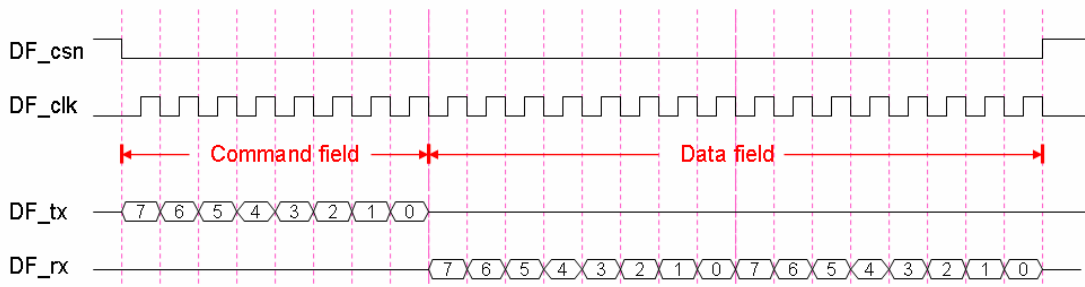 DF_csn
DF_clk
Command field Data field
DF_tx 7 6 5 4 3 2 1 0
DF_rx 7 6 5 4 3 2 1 0 7 6 5 4 3 2 1 0